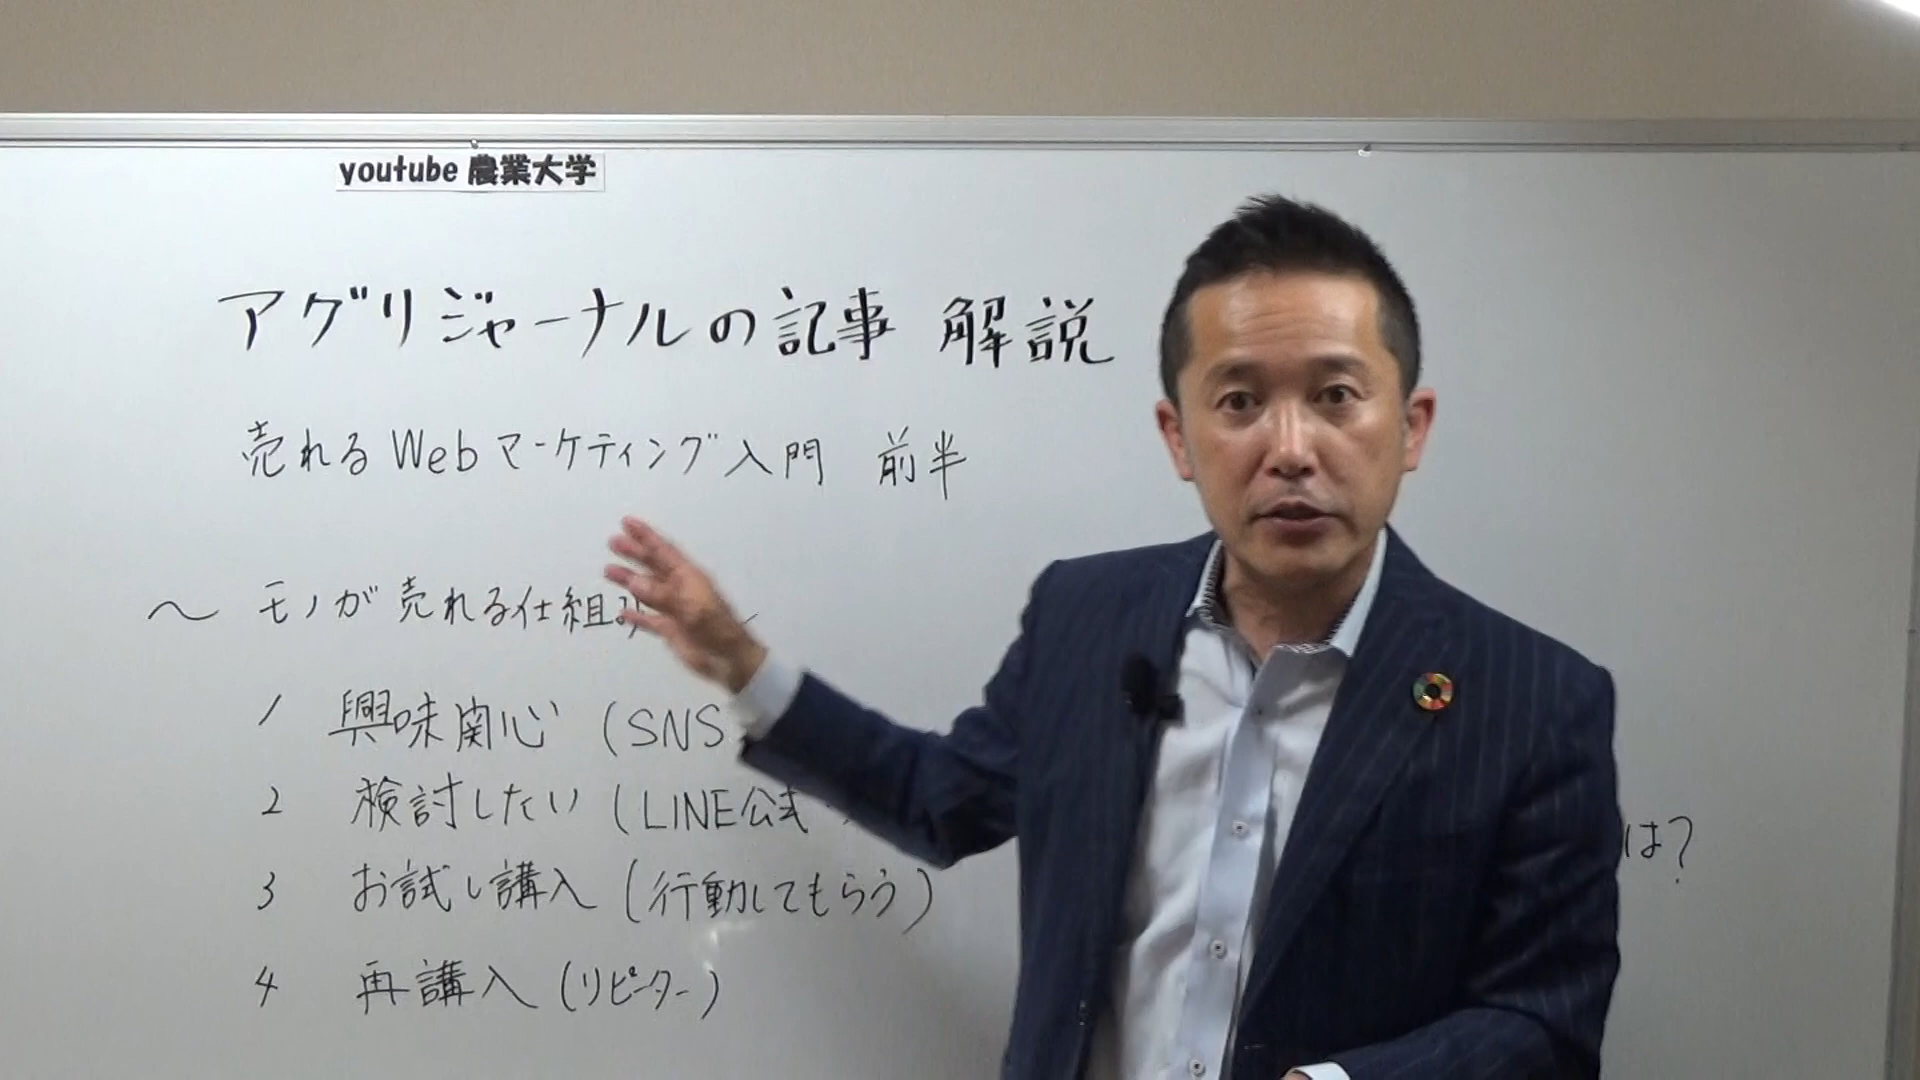 youtube 農業大学
アグリジャーナルの記事 解説
売れるWebマーケティング入門 前半
〜 モノが売れる仕組み
1 興味関心 (SNS
2 検討したい (LINE公式
は?
3 お試し講入 (行動してもらう)
4 再講入 (リピーター)